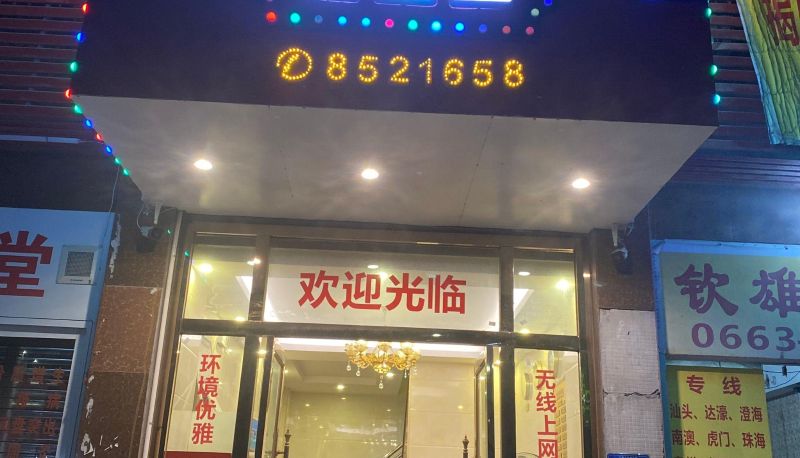 8521658
欢迎光临
环境优雅
无线上网
堂
钦雄
0663
专线
汕头、达濠、澄海
南澳、虎门、珠海